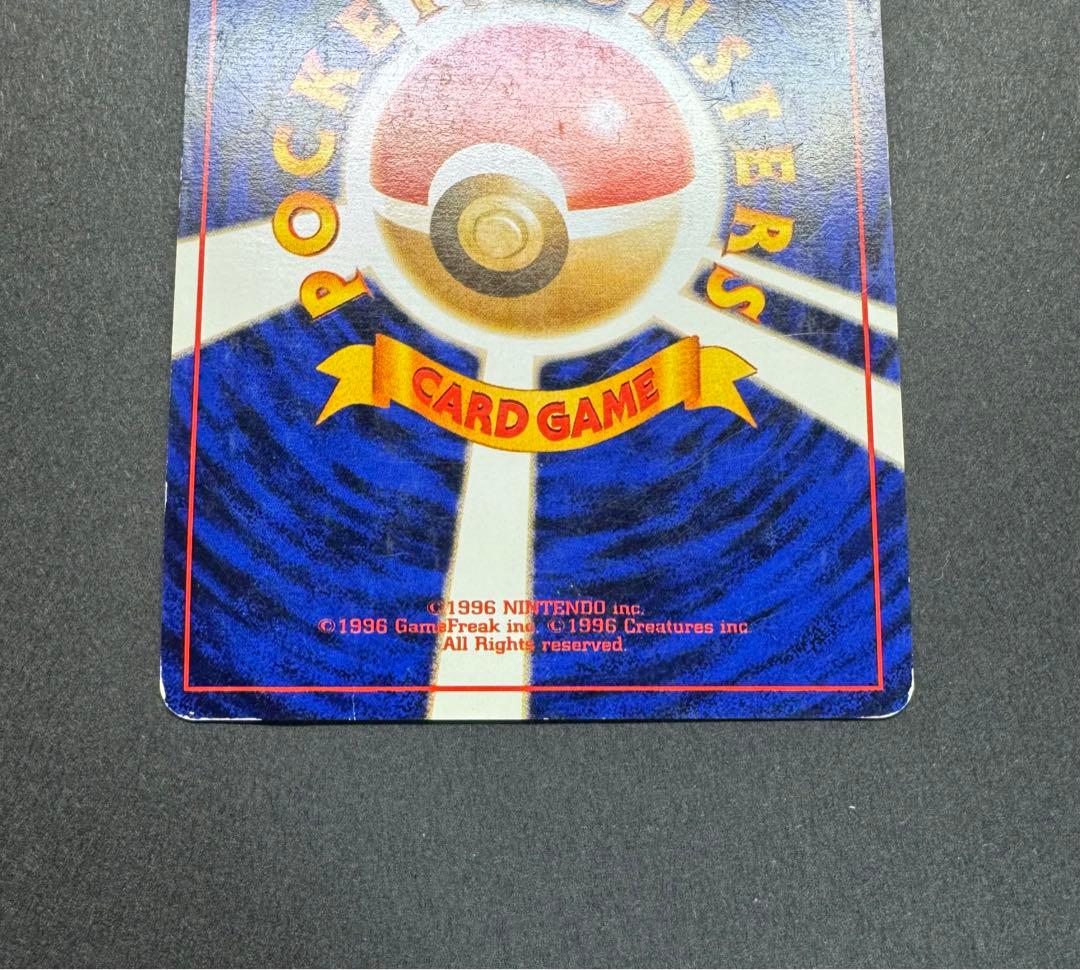 POCKET MONSTERS
CARD GAME
©1996 NINTENDO inc.
©1996 GameFreak inc. ©1996 Creatures inc.
All Rights reserved.